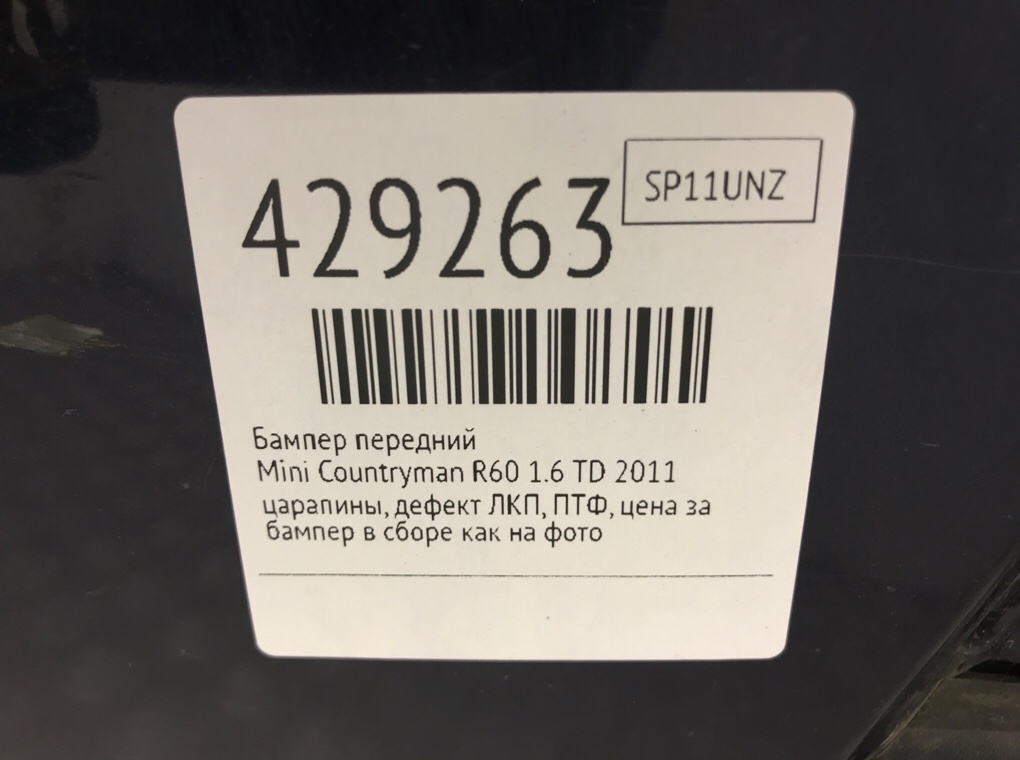 429263
SP11UNZ
Бампер передний
Mini Countryman R60 1.6 TD 2011
царапины, дефект ЛКП, ПТФ, цена за
бампер в сборе как на фото